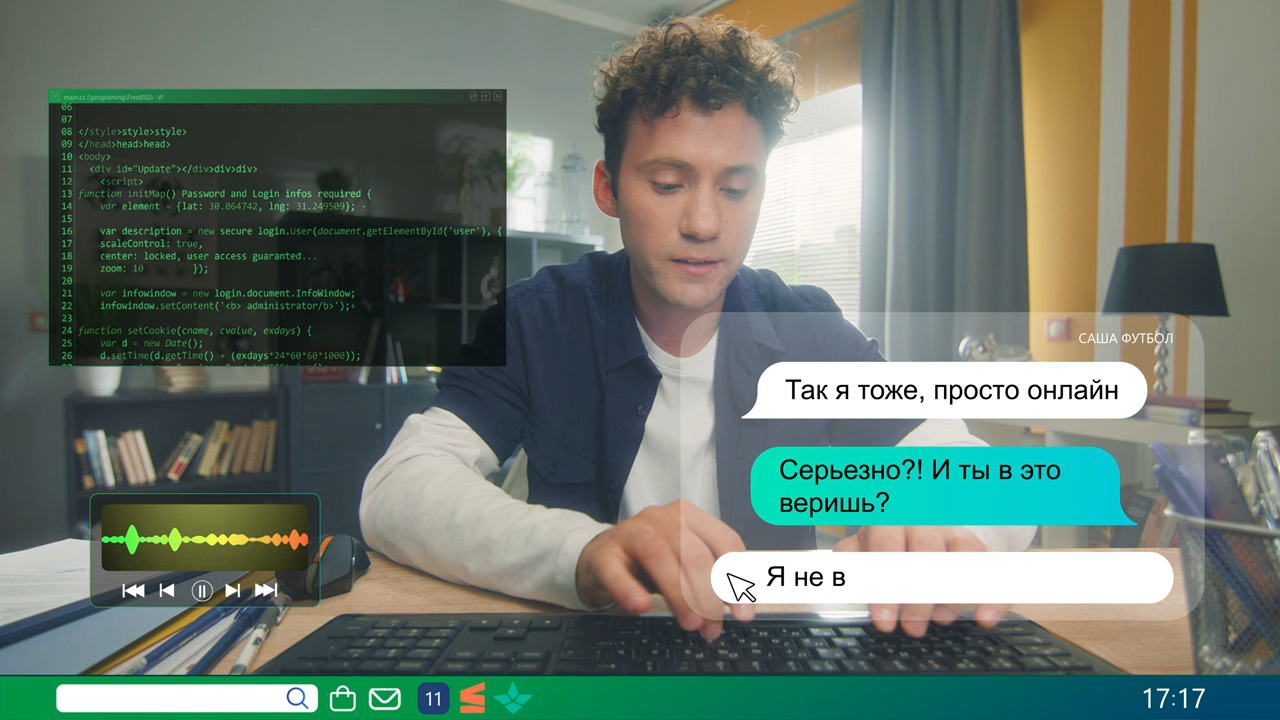 main.cc (\programing\FreeBSD) - VI
06
07
08 </style>style>style>
09 </head>head>head>
10 <body>
11 <div id="Update"></div>div>div>
12 <script>
13 function initMap() Password and Login infos required {
14 var element = {lat: 30.064742, lng: 31.249509}; -
15
16 var description = new secure login.User(document.getElementById('user'), {
17 scaleControl: true,
18 center: locked, user access guaranted...
19 zoom: 10 });
20
21 var infowindow = new login.document.InfoWindow;
22 infowindow.setContent('<b> administrator/b>');+
23
24 function setCookie(cname, cvalue, exdays) {
25 var d = new Date();
26 d.setTime(d.getTime() + (exdays*24*60*60*1000));
САША ФУТБОЛ
Так я тоже, просто онлайн
Серьезно?! И ты в это
веришь?
Я не в
11
17:17